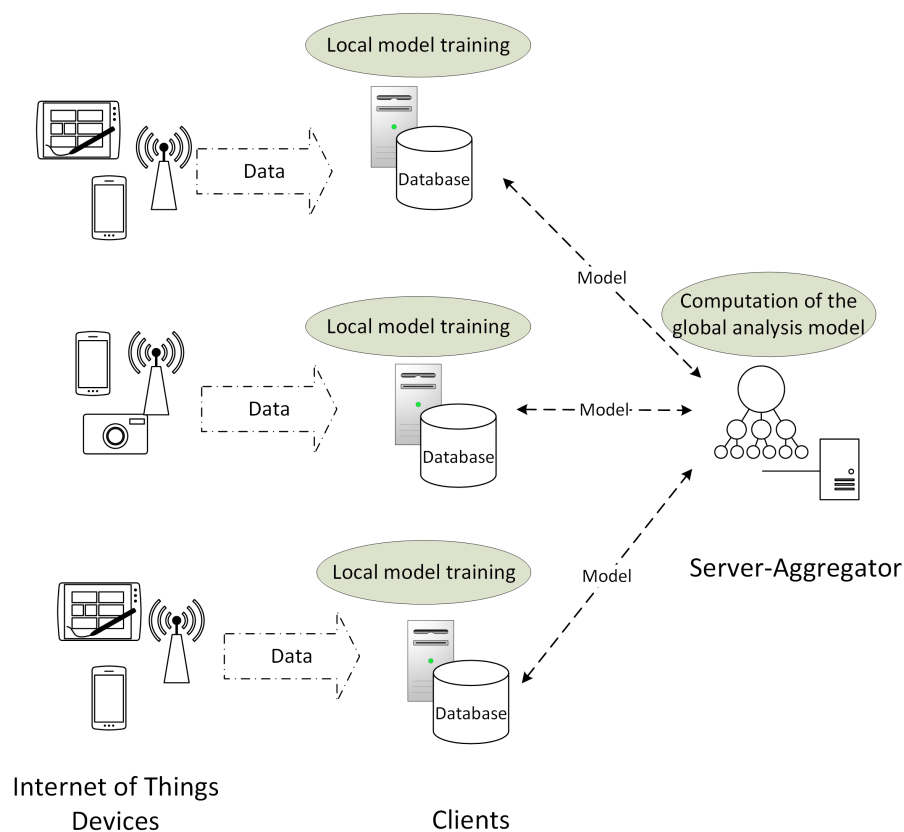 Local model training
Data
Database
Model
Computation of the
global analysis model
Local model training
Data
Database
Model
Server-Aggregator
Local model training
Model
Data
Database
Internet of Things
Devices
Clients